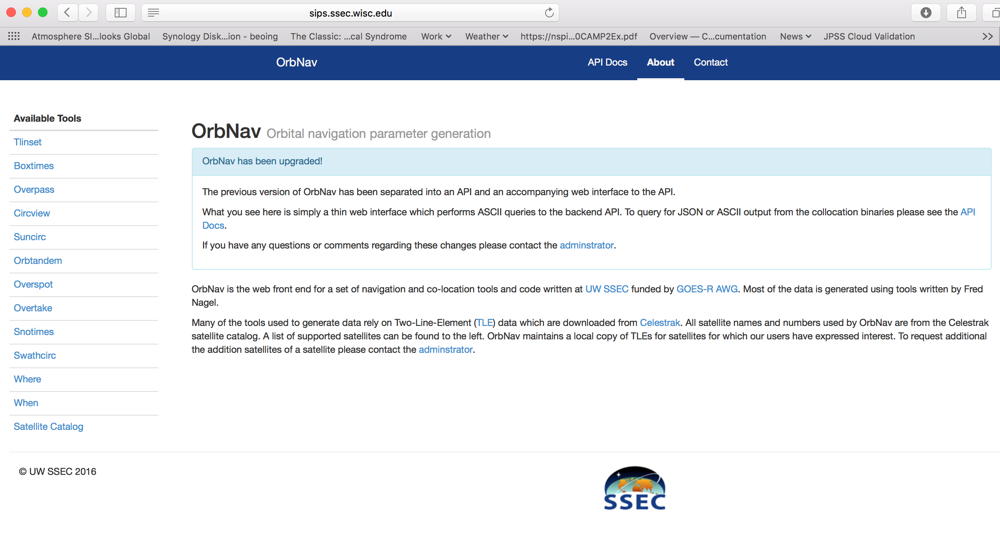 sips.ssec.wisc.edu
Atmosphere SI...looks Global Synology Disk...ion - beoing The Classic: ...cal Syndrome Work Weather https://nspi...0CAMP2Ex.pdf Overview — C...cumentation News JPSS Cloud Validation
OrbNav API Docs About Contact
Available Tools
Tlinset
Boxtimes
Overpass
Circview
Suncirc
Orbtandem
Overspot
Overtake
Snotimes
Swathcirc
Where
When
Satellite Catalog
OrbNav Orbital navigation parameter generation
OrbNav has been upgraded!
The previous version of OrbNav has been separated into an API and an accompanying web interface to the API.
What you see here is simply a thin web interface which performs ASCII queries to the backend API. To query for JSON or ASCII output from the collocation binaries please see the API
Docs.
If you have any questions or comments regarding these changes please contact the adminstrator.
OrbNav is the web front end for a set of navigation and co-location tools and code written at UW SSEC funded by GOES-R AWG. Most of the data is generated using tools written by Fred
Nagel.
Many of the tools used to generate data rely on Two-Line-Element (TLE) data which are downloaded from Celestrak. All satellite names and numbers used by OrbNav are from the Celestrak
satellite catalog. A list of supported satellites can be found to the left. OrbNav maintains a local copy of TLEs for satellites for which our users have expressed interest. To request additional
the addition satellites of a satellite please contact the adminstrator.
© UW SSEC 2016
SSEC